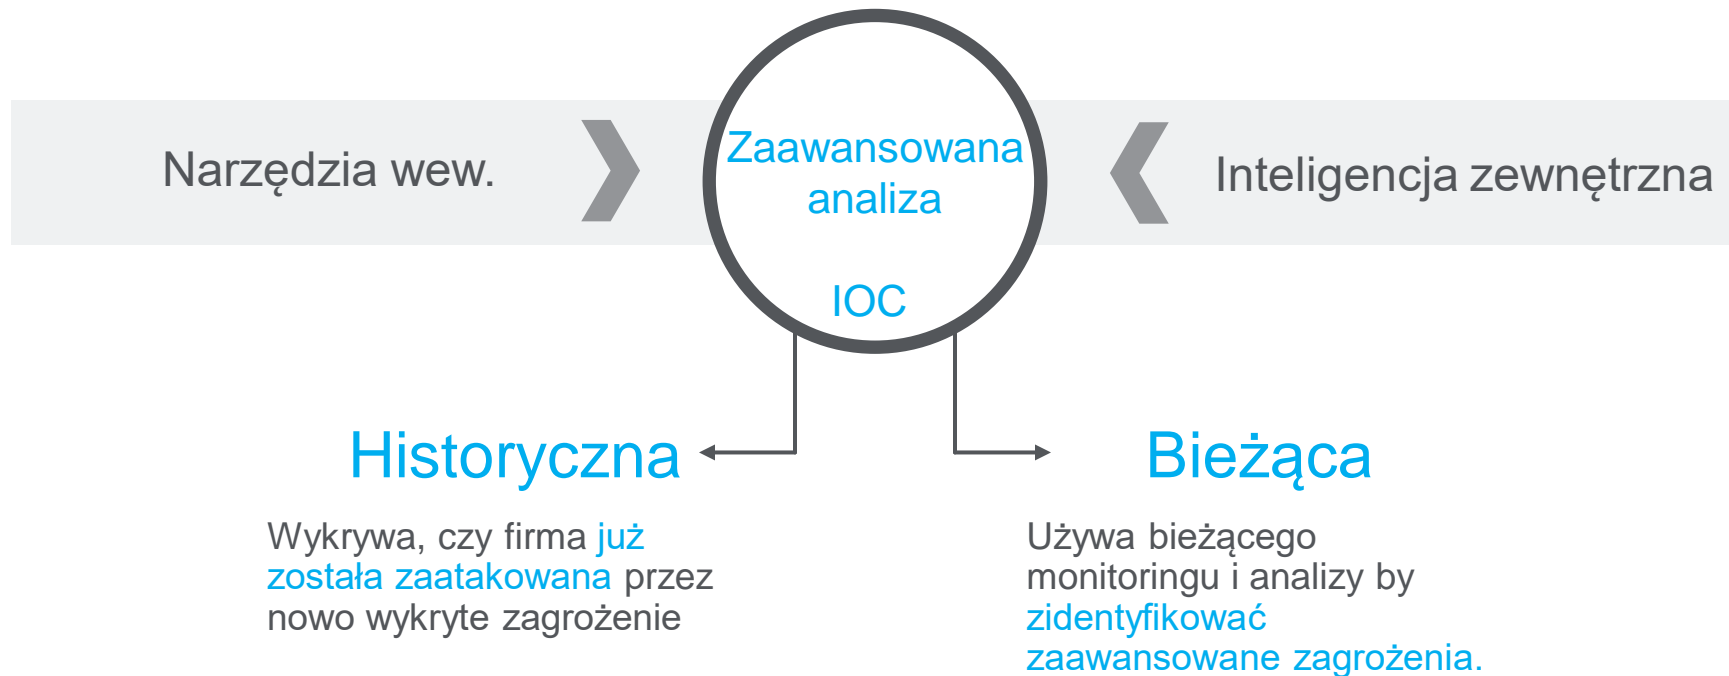 Narzędzia wew.
Zaawansowana
analiza
IOC
Inteligencja zewnętrzna
Historyczna
Wykrywa, czy firma już
została zaatakowana przez
nowo wykryte zagrożenie
Bieżąca
Używa bieżącego
monitoringu i analizy by
zidentyfikować
zaawansowane zagrożenia.